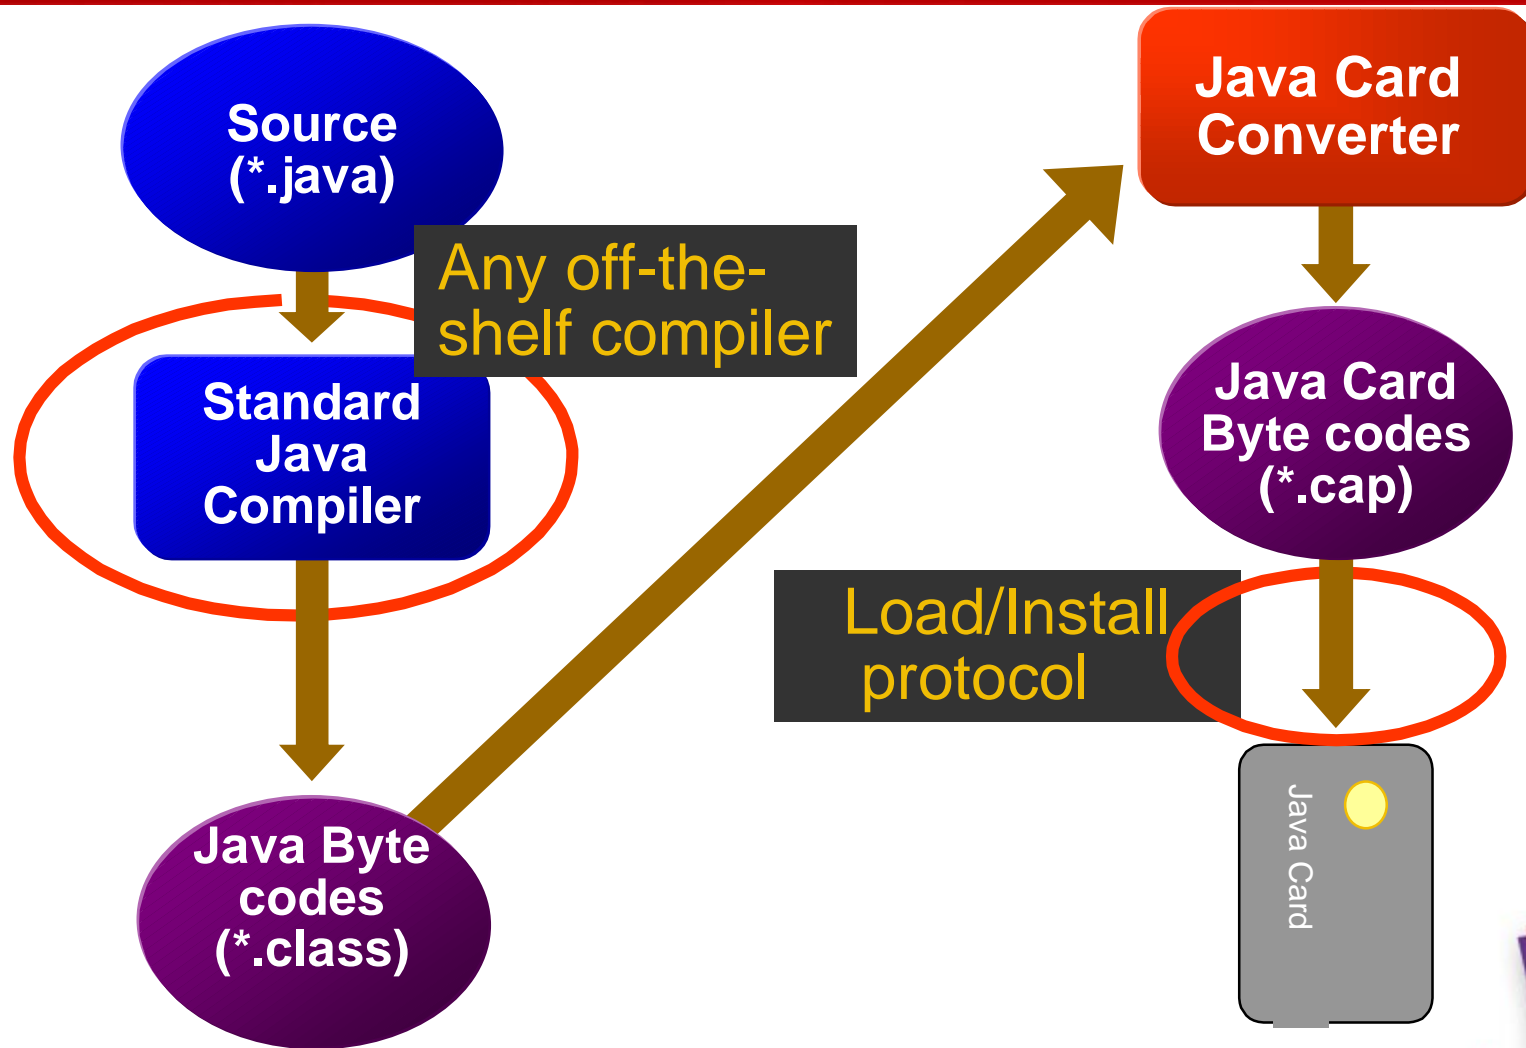 Source
(*.java)
Any off-the-
shelf compiler
Standard
Java
Compiler
Java Byte
codes
(*.class)
Java Card
Converter
Java Card
Byte codes
(*.cap)
Load/Install
protocol
Java Card